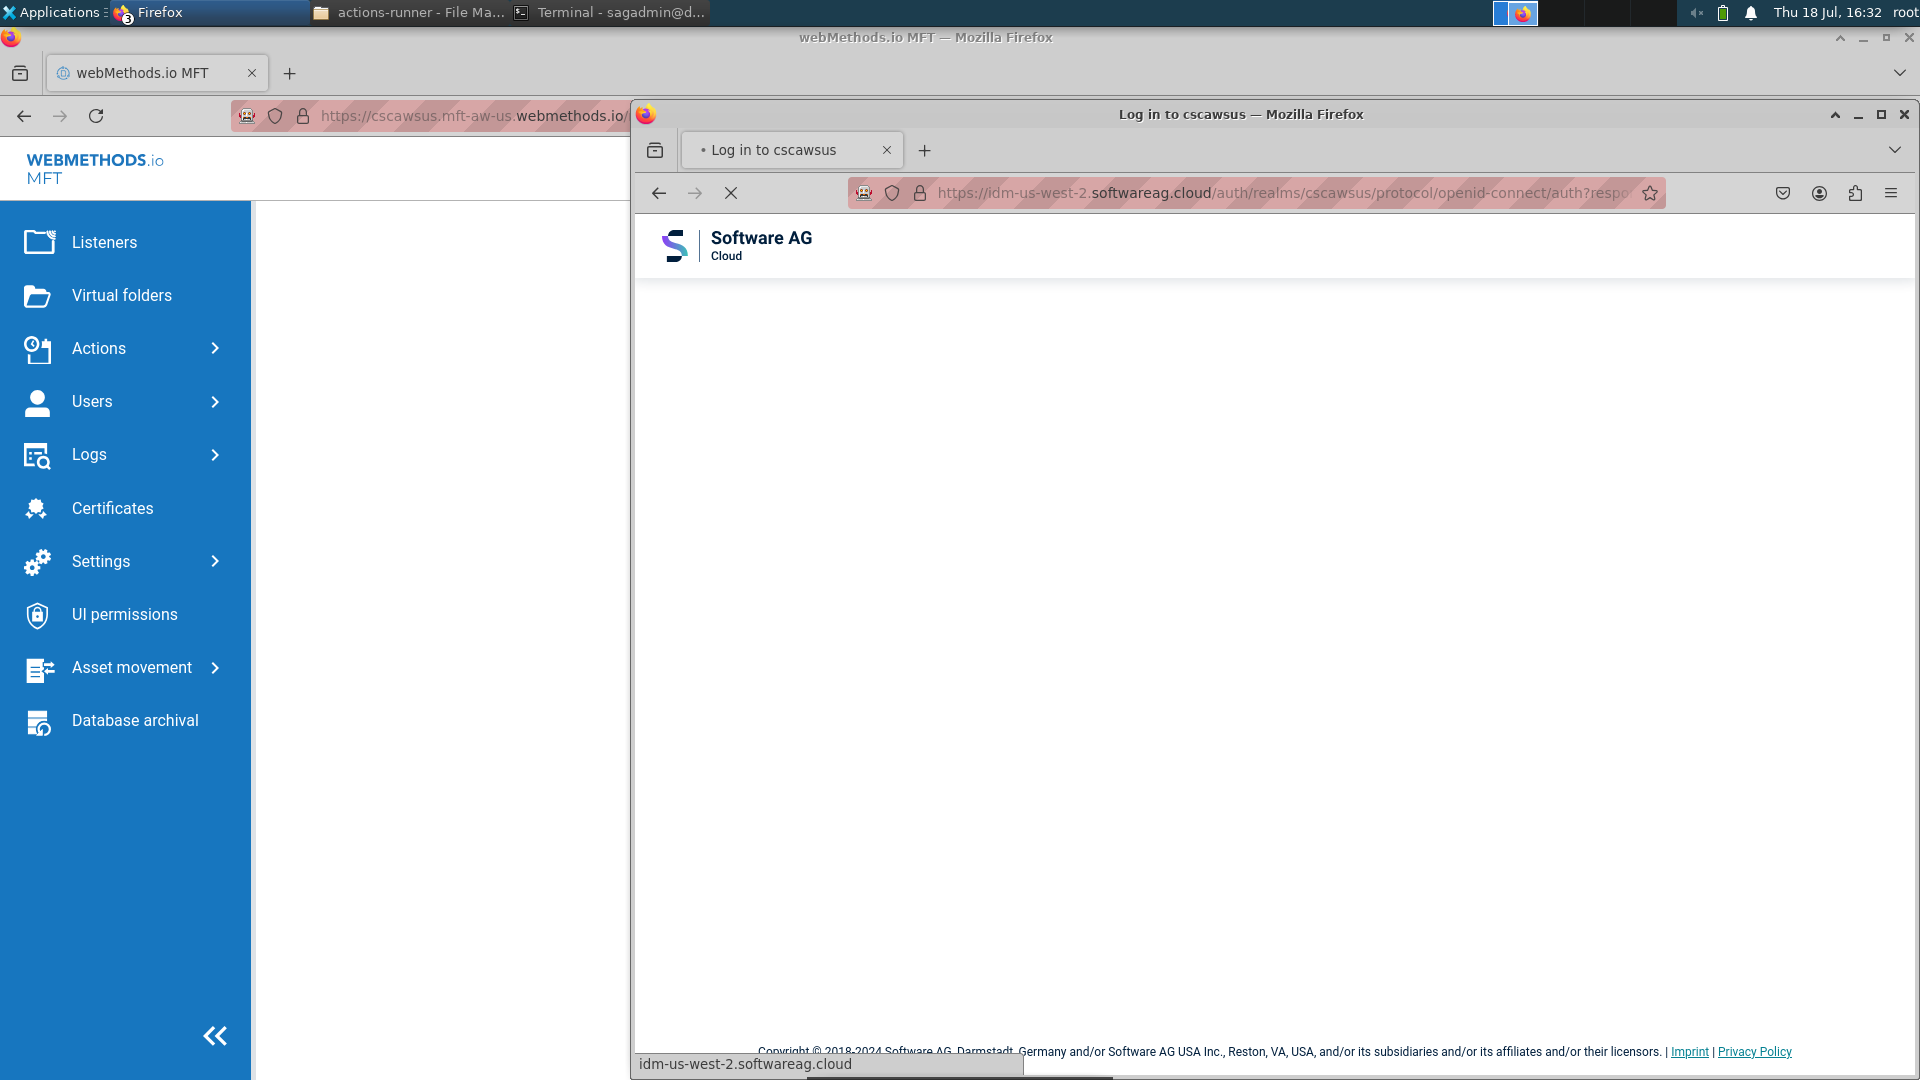 Applications
3
Firefox
actions-runner - File Ma...
Terminal - sagadmin@d...
Thu 18 Jul, 16:32
root
webMethods.io MFT — Mozilla Firefox
webMethods.io MFT
https://cscawsus.mft-aw-us.webmethods.io/
WEBMETHODS.io
MFT
Listeners
Virtual folders
Actions
Users
Logs
Certificates
Settings
UI permissions
Asset movement
Database archival
Log in to cscawsus — Mozilla Firefox
Log in to cscawsus
https://idm-us-west-2.softwareag.cloud/auth/realms/cscawsus/protocol/openid-connect/auth?respo
Software AG
Cloud
Copyright © 2018-2024 Software AG, Darmstadt, Germany and/or Software AG USA Inc., Reston, VA, USA, and/or its subsidiaries and/or its affiliates and/or their licensors. | Imprint | Privacy Policy
idm-us-west-2.softwareag.cloud